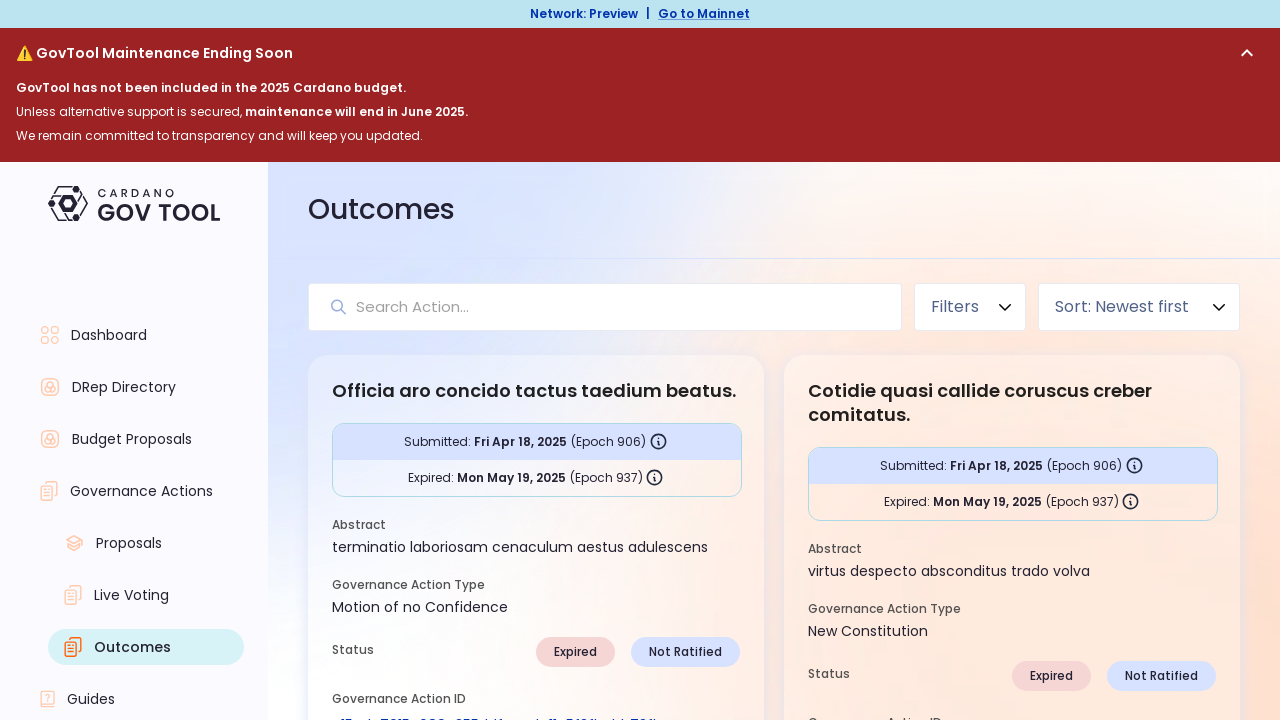 Network: Preview | Go to Mainnet
⚠️ GovTool Maintenance Ending Soon
GovTool has not been included in the 2025 Cardano budget.
Unless alternative support is secured, maintenance will end in June 2025.
We remain committed to transparency and will keep you updated.
CARDANO
GOV TOOL
Dashboard
DRep Directory
Budget Proposals
Governance Actions
Proposals
Live Voting
Outcomes
Guides
Outcomes
Search Action...
Filters
Sort: Newest first
Officia aro concido tactus taedium beatus.
Submitted: Fri Apr 18, 2025 (Epoch 906)
Expired: Mon May 19, 2025 (Epoch 937)
Abstract
terminatio laboriosam cenaculum aestus adulescens
Governance Action Type
Motion of no Confidence
Status
Expired
Not Ratified
Governance Action ID
Cotidie quasi callide coruscus creber
comitatus.
Submitted: Fri Apr 18, 2025 (Epoch 906)
Expired: Mon May 19, 2025 (Epoch 937)
Abstract
virtus despecto absconditus trado volva
Governance Action Type
New Constitution
Status
Expired
Not Ratified
Governance Action ID